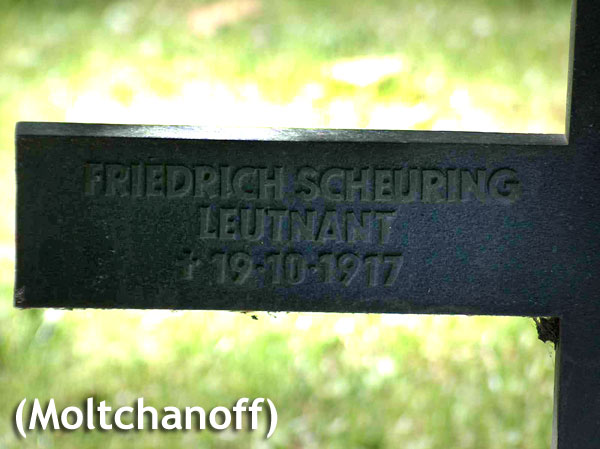 FRIEDRICH SCHEURING
LEUTNANT
† 19·10·1917
(Moltchanoff)